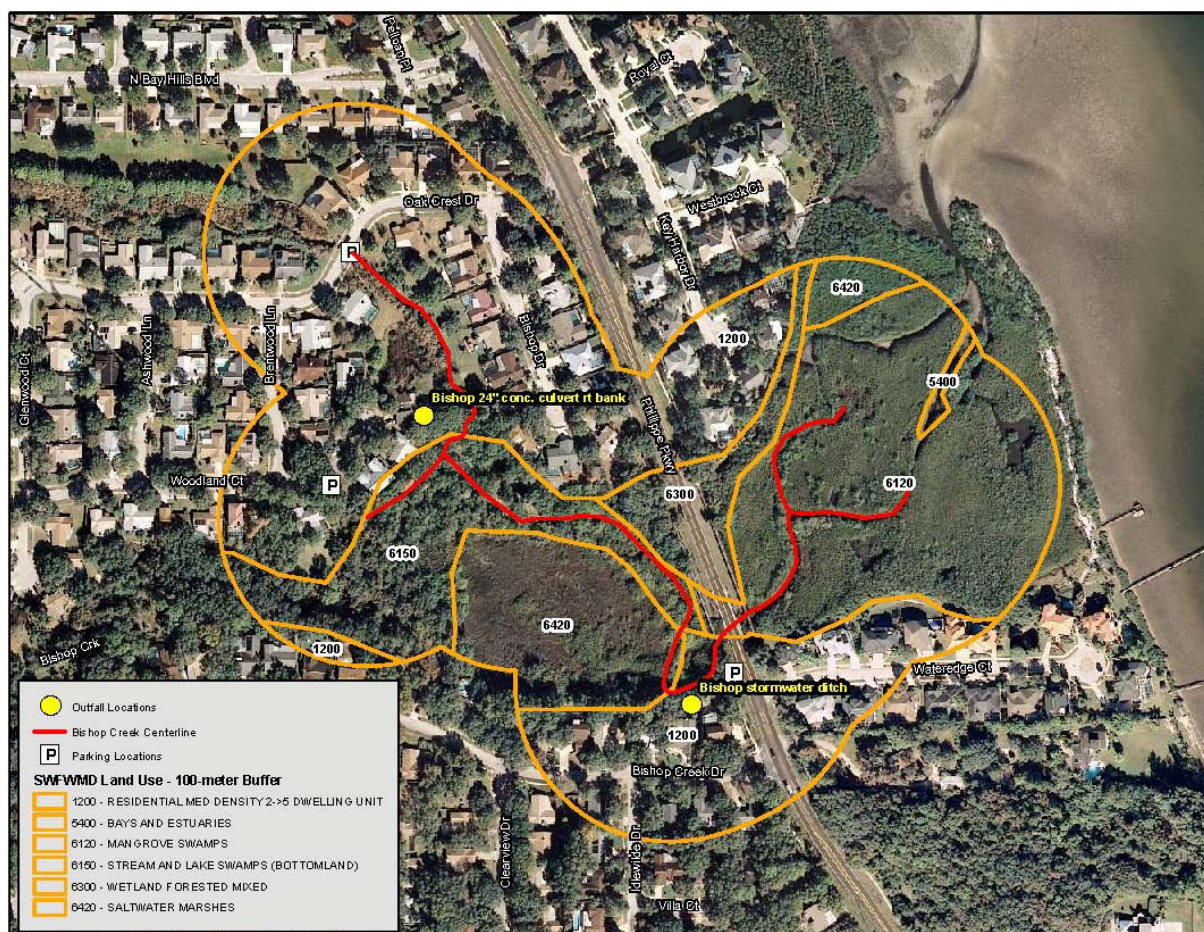 Pelican Pl
N Bay Hills Blvd
Royal Ct
Westbrook Ct
Oak Crest Dr
Key Harbor Dr
P
6420
Glenwood Ct
Ashwood Ln
Brentwood Ln
Bishop Dr
1200
5400
Bishop 24" conc. culvert rt bank
Philippe Pkwy
Woodland Ct
P
6300
6120
6150
6420
Bishop Crk
1200
P
Wateredge Ct
Bishop stormwater ditch
1200
Bishop Creek Dr
Clearview Dr
Idlewilde Dr
Villa Ct
Outfall Locations
Bishop Creek Centerline
P Parking Locations
SWFWMD Land Use - 100-meter Buffer
1200 - RESIDENTIAL MED DENSITY 2->5 DWELLING UNIT
5400 - BAYS AND ESTUARIES
6120 - MANGROVE SWAMPS
6150 - STREAM AND LAKE SWAMPS (BOTTOMLAND)
6300 - WETLAND FORESTED MIXED
6420 - SALTWATER MARSHES